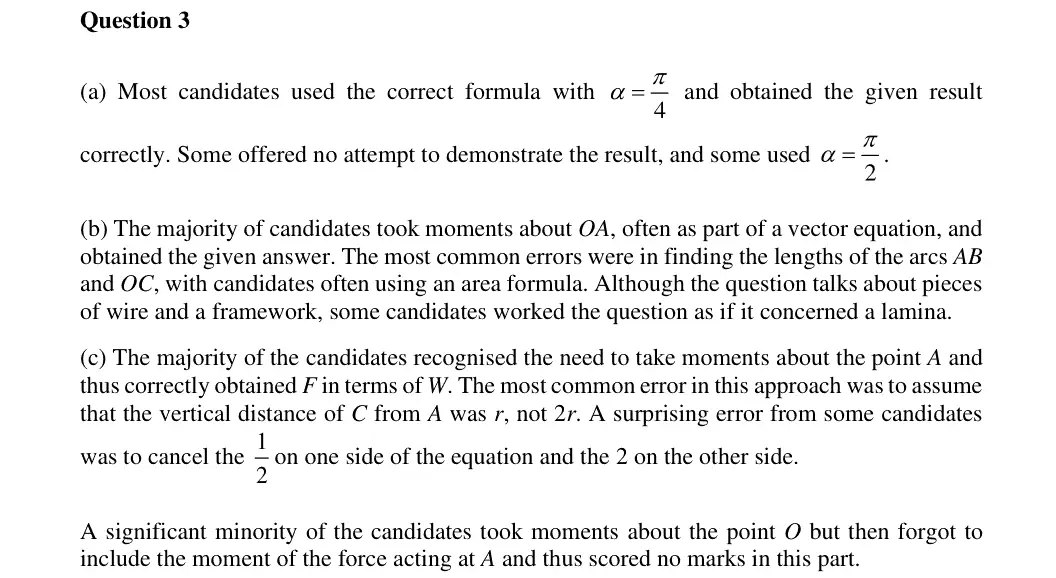 Question 3
(a) Most candidates used the correct formula with α = π/4 and obtained the given result
correctly. Some offered no attempt to demonstrate the result, and some used α = π/2.
(b) The majority of candidates took moments about OA, often as part of a vector equation, and
obtained the given answer. The most common errors were in finding the lengths of the arcs AB
and OC, with candidates often using an area formula. Although the question talks about pieces
of wire and a framework, some candidates worked the question as if it concerned a lamina.
(c) The majority of the candidates recognised the need to take moments about the point A and
thus correctly obtained F in terms of W. The most common error in this approach was to assume
that the vertical distance of C from A was r, not 2r. A surprising error from some candidates
was to cancel the 1/2 on one side of the equation and the 2 on the other side.
A significant minority of the candidates took moments about the point O but then forgot to
include the moment of the force acting at A and thus scored no marks in this part.